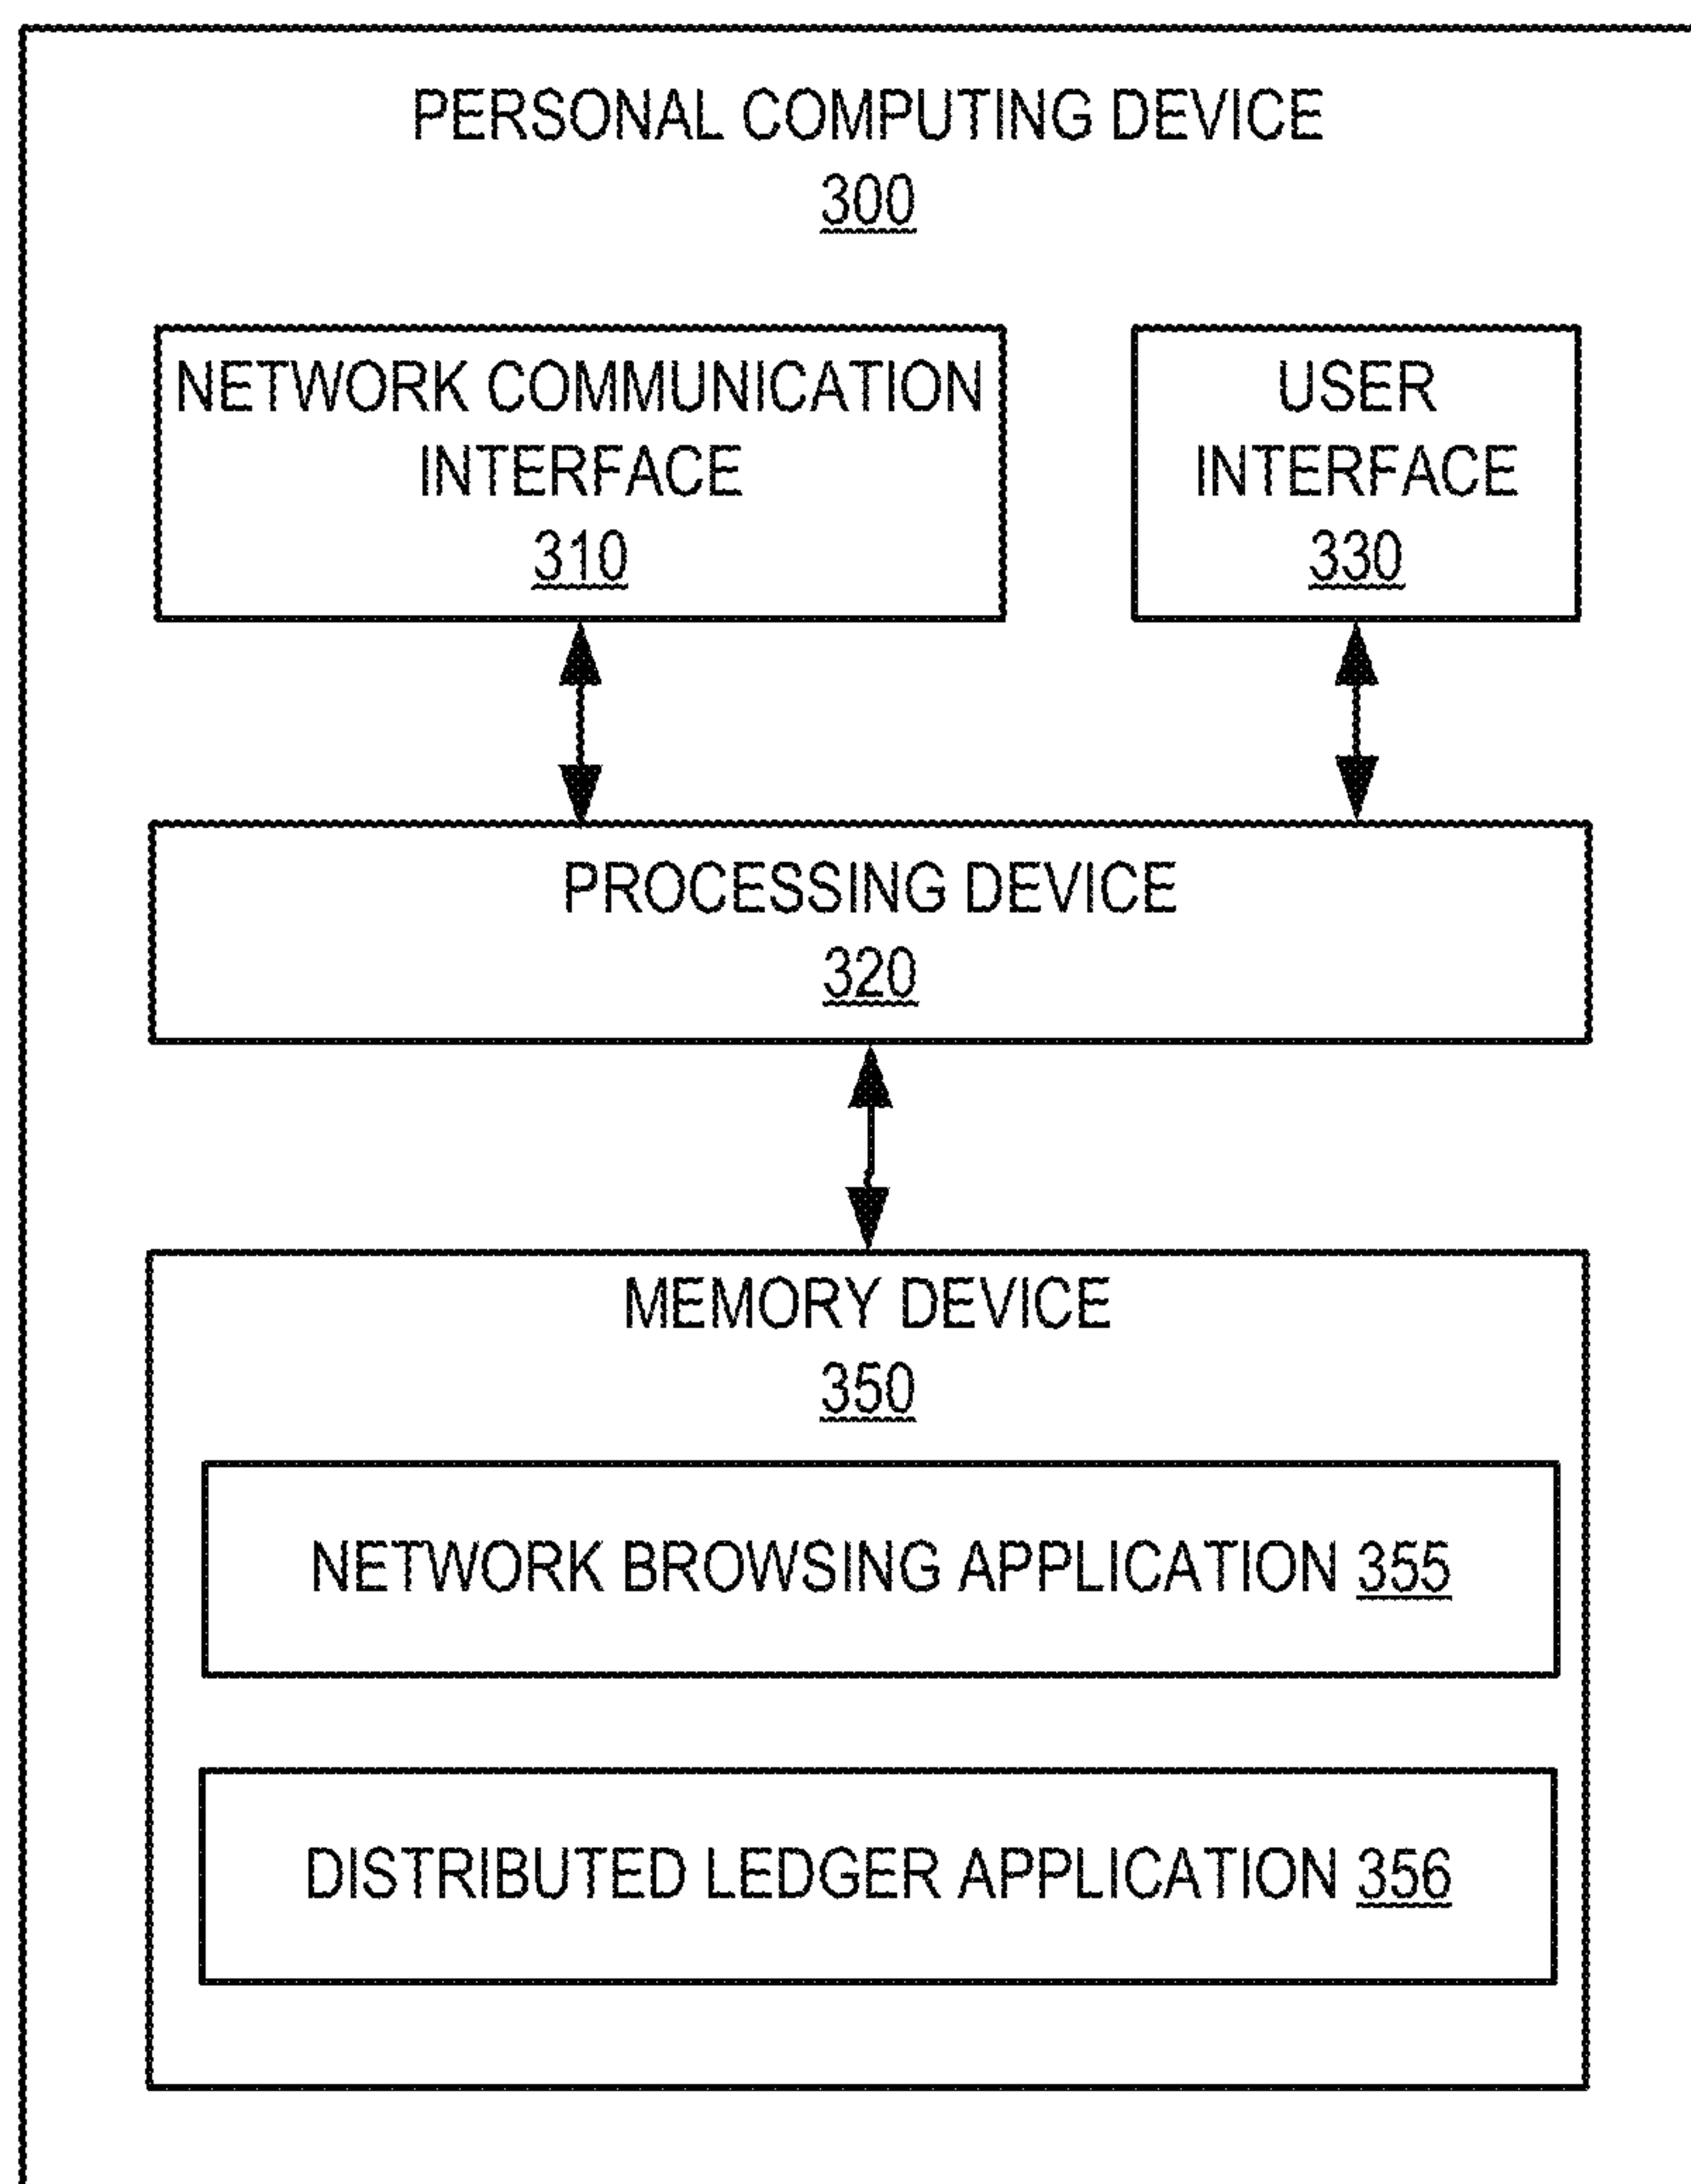 PERSONAL COMPUTING DEVICE
300
NETWORK COMMUNICATION
INTERFACE
310
USER
INTERFACE
330
PROCESSING DEVICE
320
MEMORY DEVICE
350
NETWORK BROWSING APPLICATION 355
DISTRIBUTED LEDGER APPLICATION 356